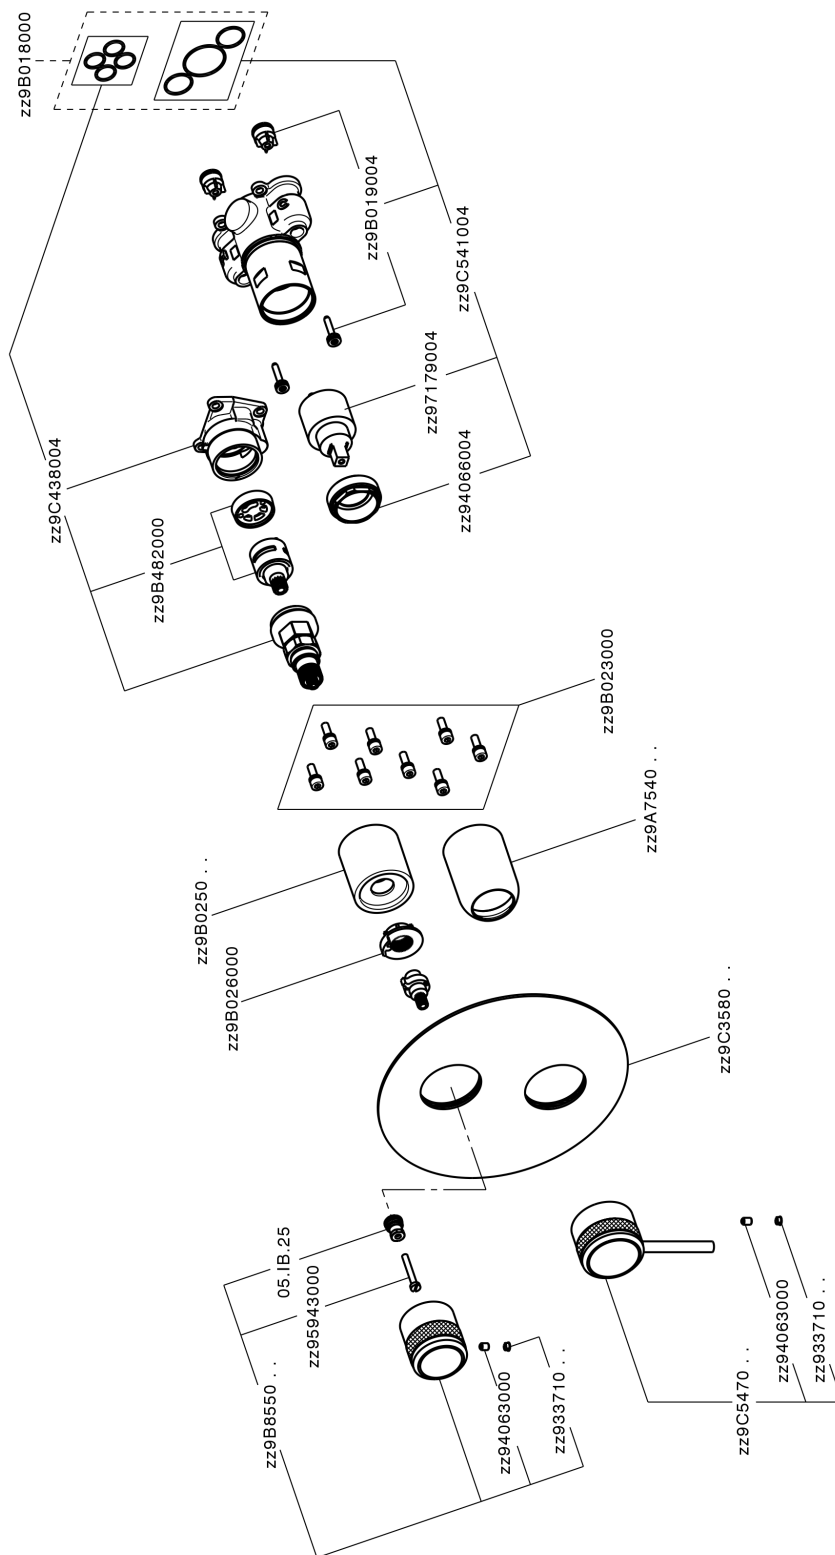 zz9B018000
zz9B019004
zz9C541004
zz97179004
zz94066004
zz9C438004
zz9B482000
zz9B023000
zz9A7540 . .
zz9B0250 . .
zz9B026000
zz9C3580 . .
05.IB.25
zz95943000
zz9B8550 . .
zz94063000
zz933710 . .
zz94063000
zz933710 . .
zz9C5470 . .